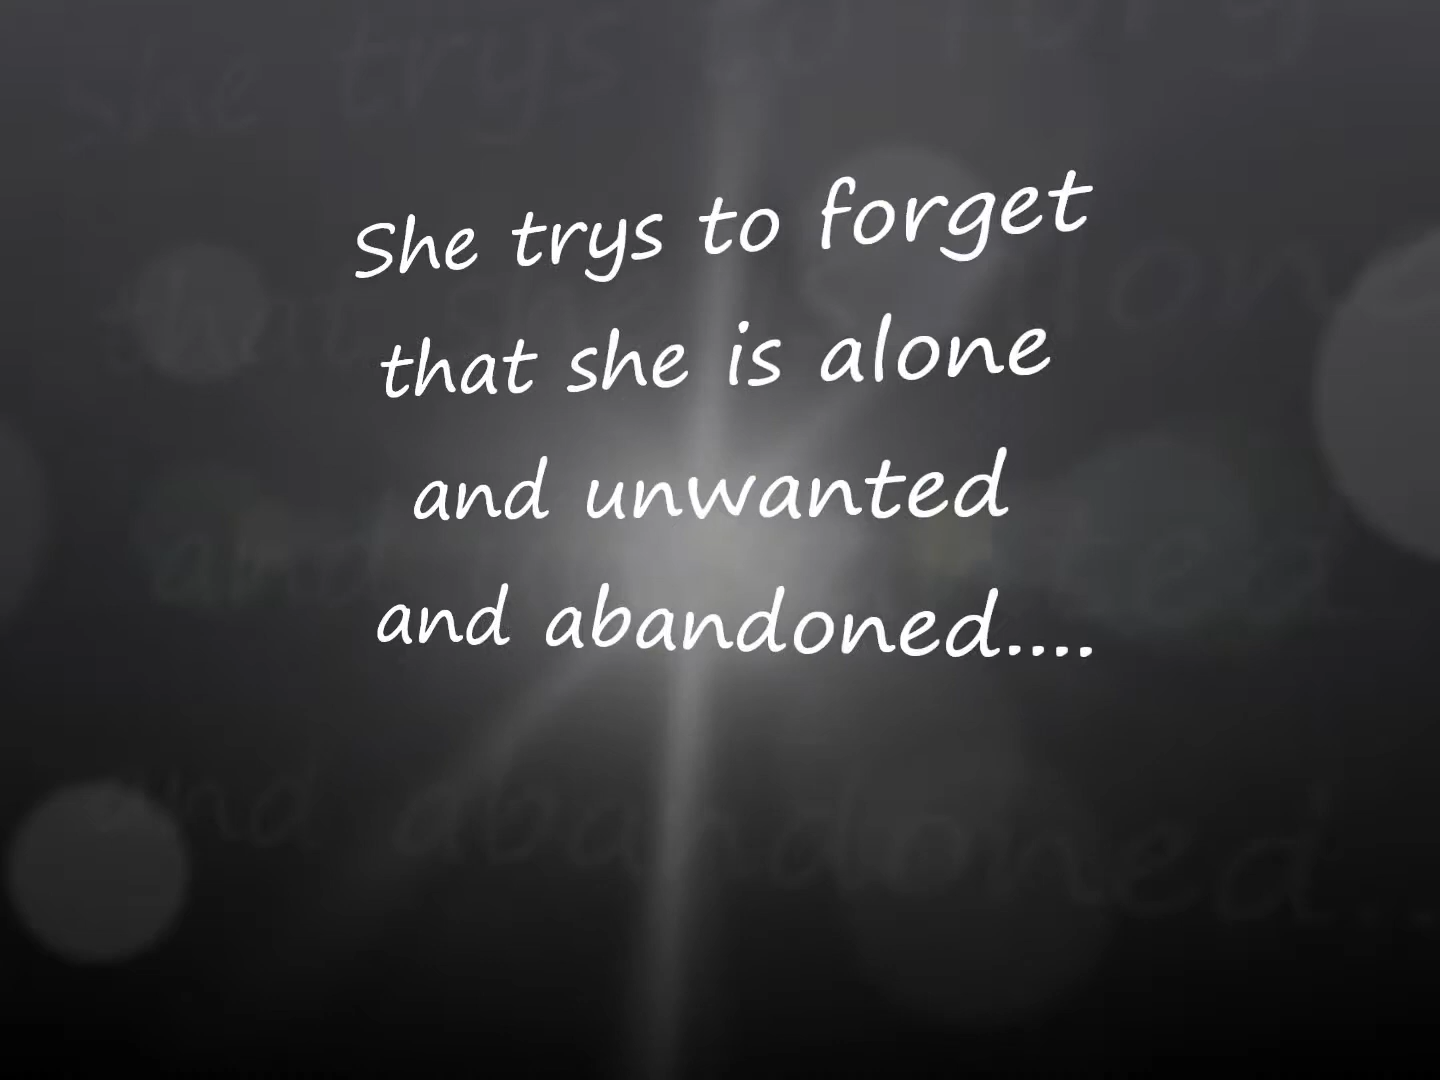 She trys to forget
that she is alone
and unwanted
and abandoned....